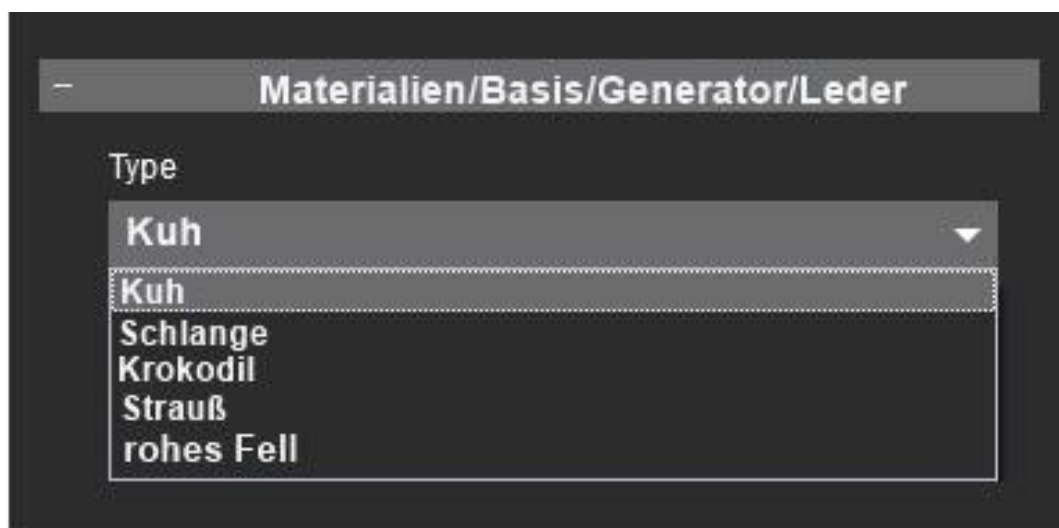 Materialien/Basis/Generator/Leder
Type
Kuh
Kuh
Schlange
Krokodil
Strauß
rohes Fell